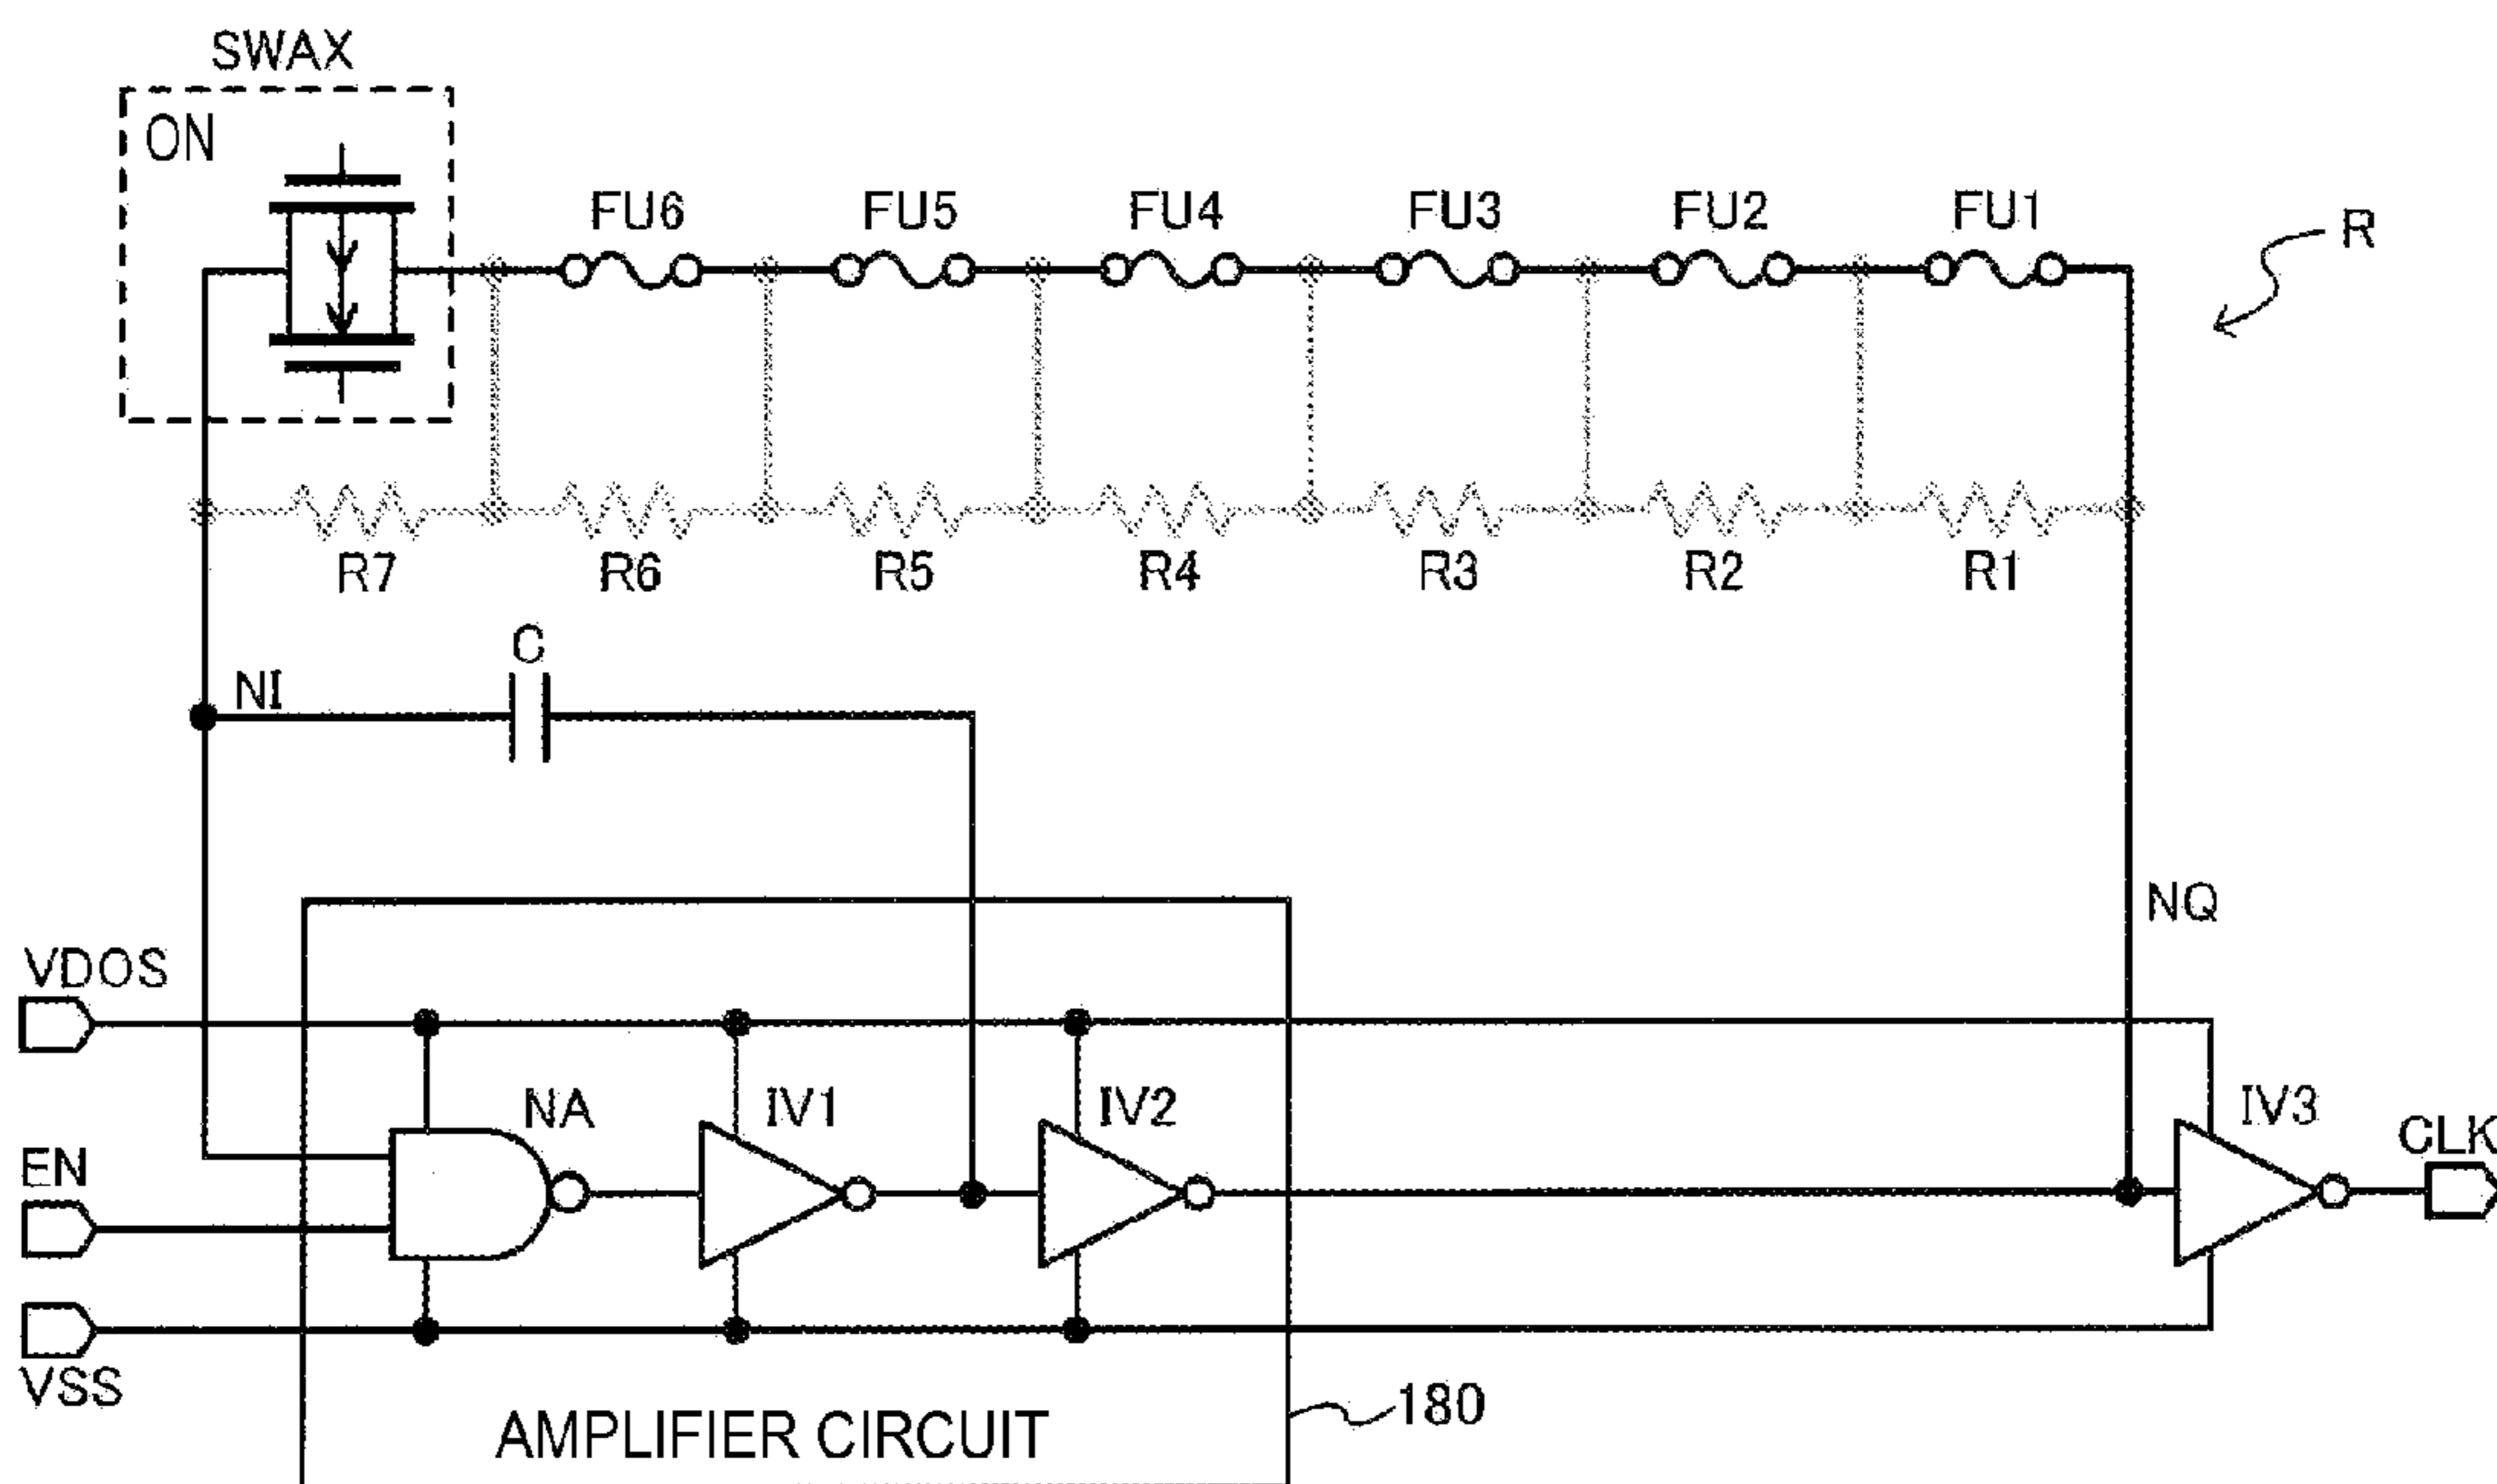 SWAX
ON
FU6 FU5 FU4 FU3 FU2 FU1
R
R7 R6 R5 R4 R3 R2 R1
C
NI
NQ
VDOS
NA IV1 IV2 IV3
CLK
EN
VSS
180
AMPLIFIER CIRCUIT